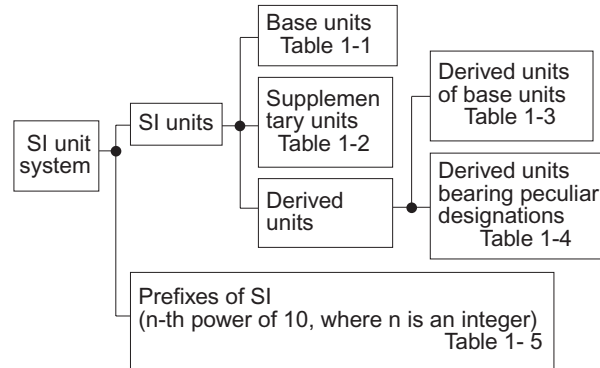 SI unit
system
SI units
Base units
Table 1-1
Supplemen
tary units
Table 1-2
Derived
units
Derived units
of base units
Table 1-3
Derived units
bearing peculiar
designations
Table 1-4
Prefixes of SI
(n-th power of 10, where n is an integer)
Table 1- 5